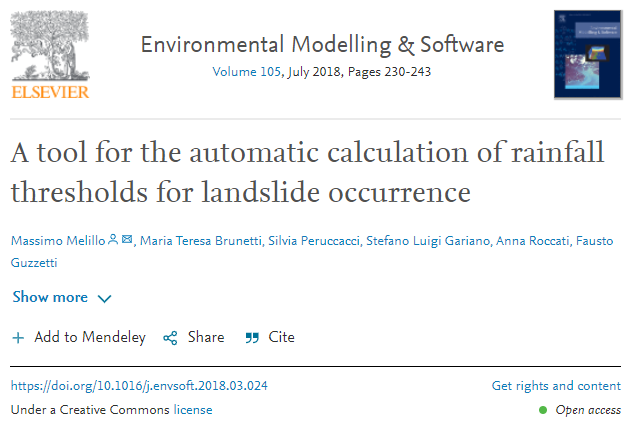 Environmental Modelling & Software
Volume 105, July 2018, Pages 230-243
ELSEVIER
A tool for the automatic calculation of rainfall
thresholds for landslide occurrence
Massimo Melillo, Maria Teresa Brunetti, Silvia Peruccacci, Stefano Luigi Gariano, Anna Roccati, Fausto
Guzzetti
Show more
+ Add to Mendeley Share Cite
https://doi.org/10.1016/j.envsoft.2018.03.024 Get rights and content
Under a Creative Commons license Open access